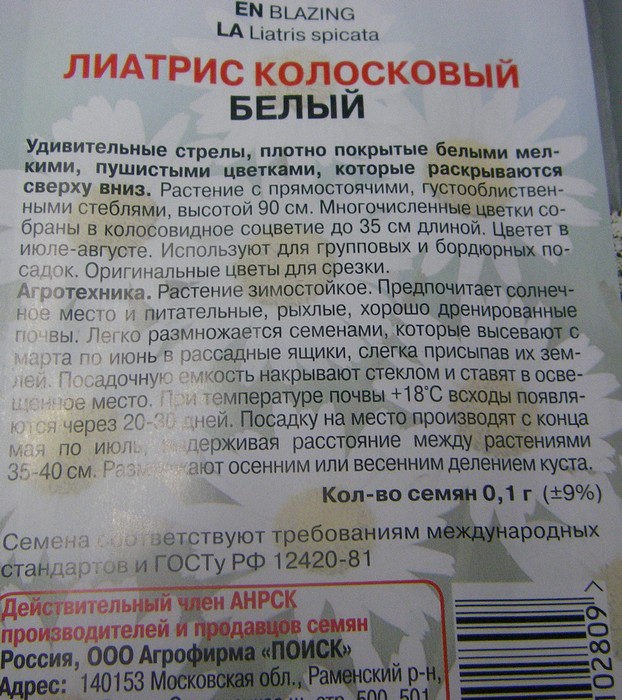 EN BLAZING
LA Liatris spicata
ЛИАТРИС КОЛОСКОВЫЙ
БЕЛЫЙ
Удивительные стрелы, плотно покрытые белыми мел-
кими, пушистыми цветками, которые раскрываются
сверху вниз. Растение с прямостоячими, густооблиствен-
ными стеблями, высотой 90 см. Многочисленные цветки со-
браны в колосовидное соцветие до 35 см длиной. Цветет в
июле-августе. Используют для групповых и бордюрных по-
садок. Оригинальные цветы для срезки.
Агротехника. Растение зимостойкое. Предпочитает солнеч-
ное место и питательные, рыхлые, хорошо дренированные
почвы. Легко размножается семенами, которые высевают с
марта по июнь в рассадные ящики, слегка присыпав их зем-
лей. Посадочную емкость накрывают стеклом и ставят в осве-
щенное место. При температуре почвы +18°С всходы появля-
ются через 20-30 дней. Посадку на место производят с конца
мая по июль, выдерживая расстояние между растениями
35-40 см. Размножают осенним или весенним делением куста.
Кол-во семян 0,1 г (±9%)
Семена соответствуют требованиям международных
стандартов и ГОСТу РФ 12420-81
Действительный член АНРСК
производителей и продавцов семян
Россия, ООО Агрофирма «ПОИСК»
Адрес: 140153 Московская обл., Раменский р-н,
стр. 500, 501
102809 >